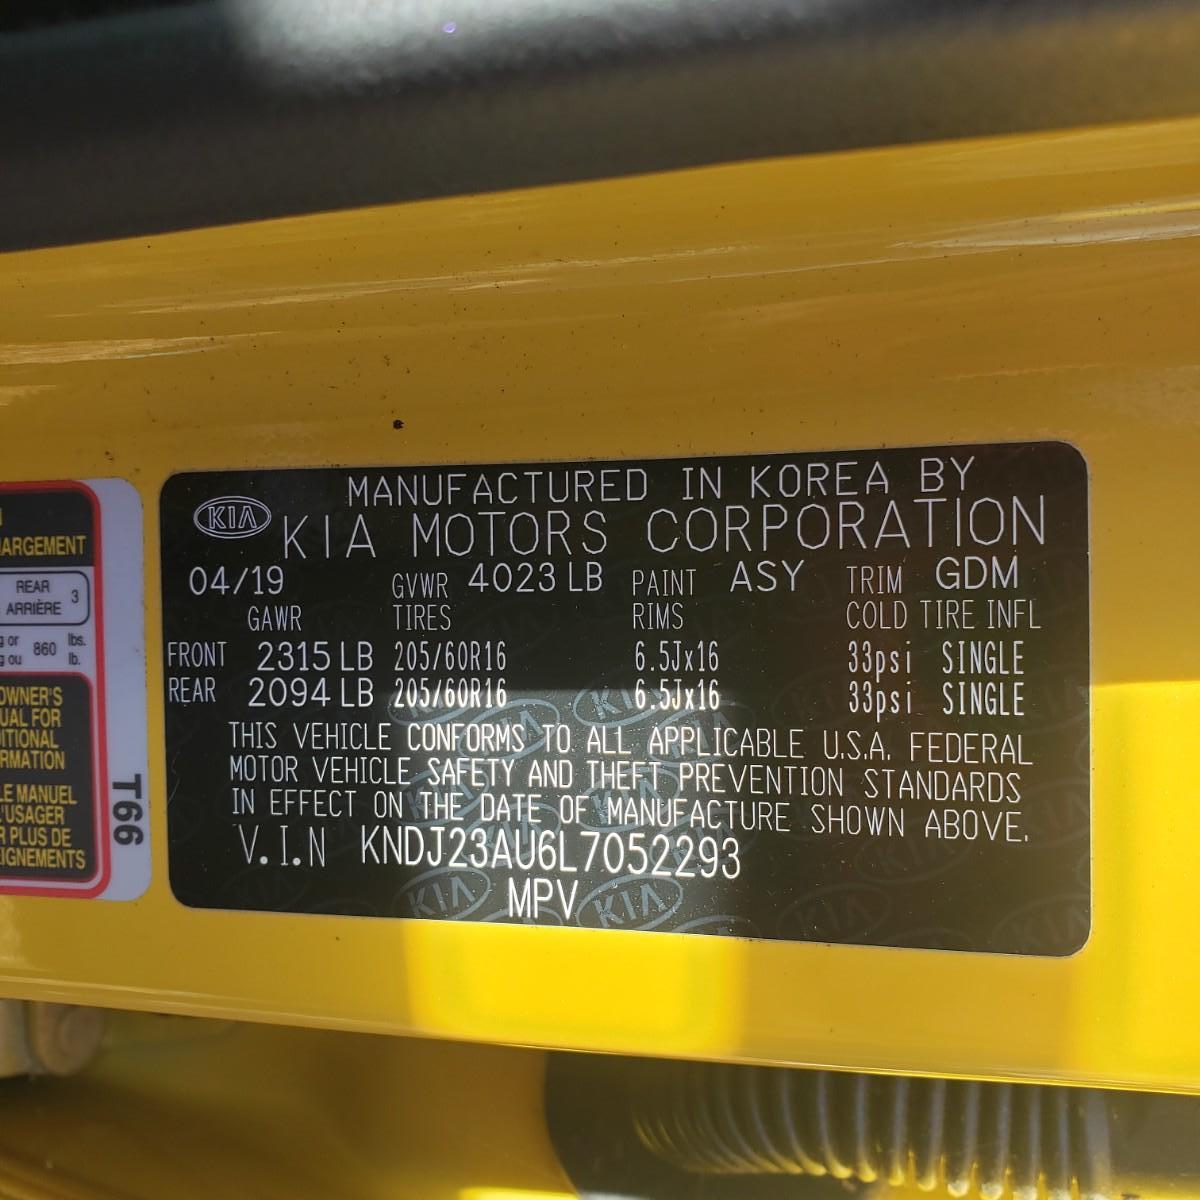 MANUFACTURED IN KOREA BY
KIA KIA MOTORS CORPORATION
04/19 GVWR 4023 LB PAINT ASY TRIM GDM
GAWR TIRES RIMS COLD TIRE INFL
FRONT 2315 LB 205/60R16 6.5Jx16 33psi SINGLE
REAR 2094 LB 205/60R16 6.5Jx16 33psi SINGLE
THIS VEHICLE CONFORMS TO ALL APPLICABLE U.S.A. FEDERAL
MOTOR VEHICLE SAFETY AND THEFT PREVENTION STANDARDS
IN EFFECT ON THE DATE OF MANUFACTURE SHOWN ABOVE.
V.I.N KNDJ23AU6L7052293
MPV
HARGEMENT
REAR
ARRIÈRE 3
g or 860 lbs.
g ou lb.
OWNER'S
UAL FOR
DITIONAL
RMATION
LE MANUEL
L'USAGER
R PLUS DE
EIGNEMENTS
T66